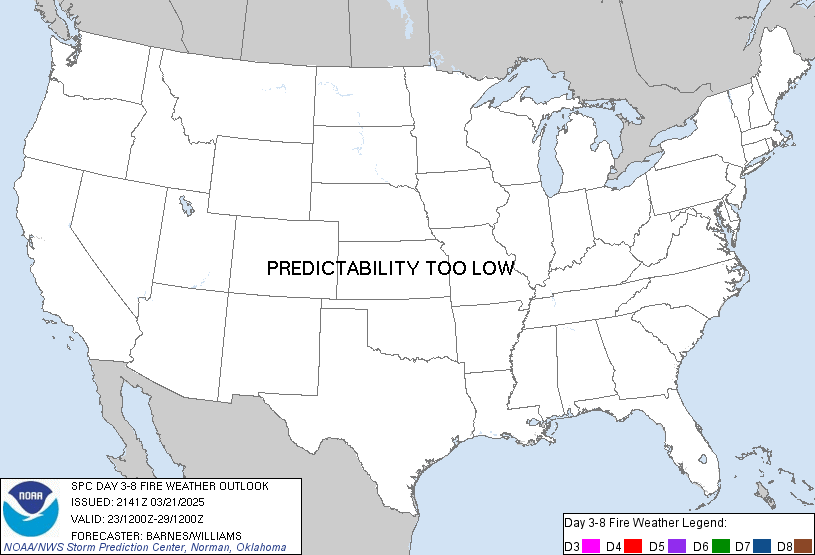 PREDICTABILITY TOO LOW
NOAA
SPC DAY 3-8 FIRE WEATHER OUTLOOK
ISSUED: 2141Z 03/21/2025
VALID: 23/1200Z-29/1200Z
FORECASTER: BARNES/WILLIAMS
NOAA/NWS Storm Prediction Center, Norman, Oklahoma
Day 3-8 Fire Weather Legend:
D3 D4 D5 D6 D7 D8